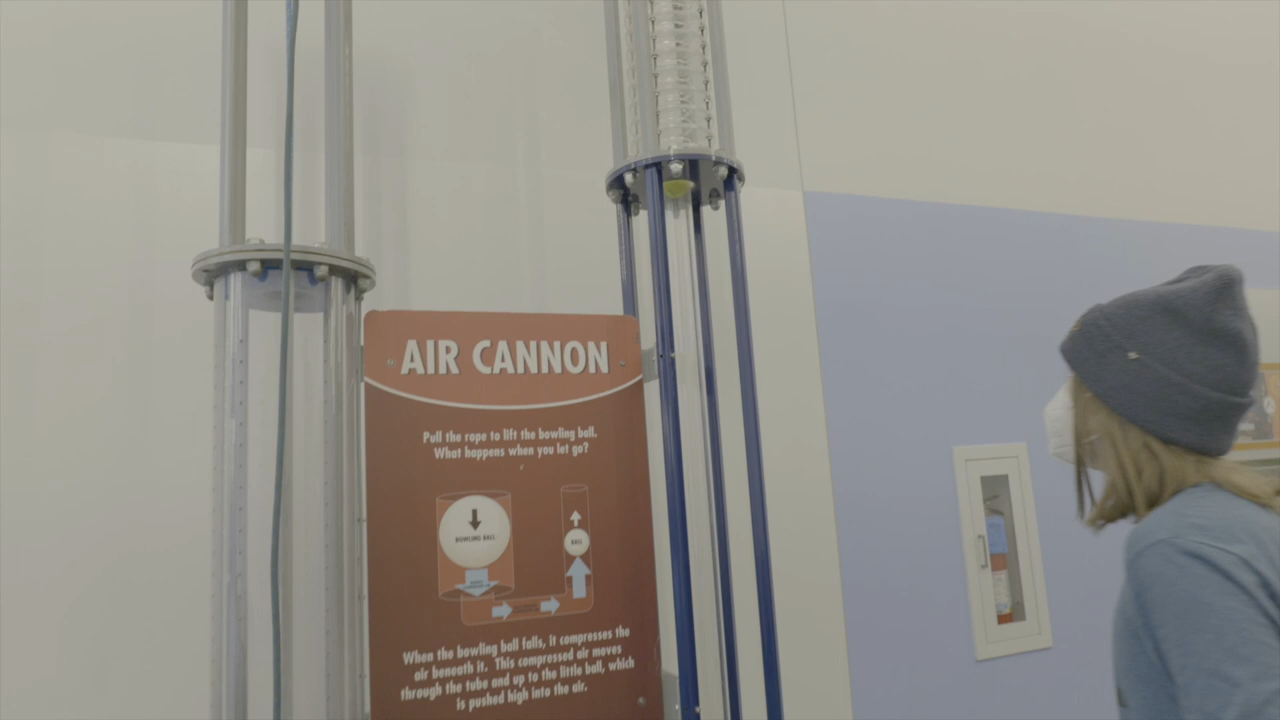 AIR CANNON
Pull the rope to lift the bowling ball.
What happens when you let go?
BOWLING BALL
BALL
When the bowling ball falls, it compresses the
air beneath it. This compressed air moves
through the tube and up to the little ball, which
is pushed high into the air.